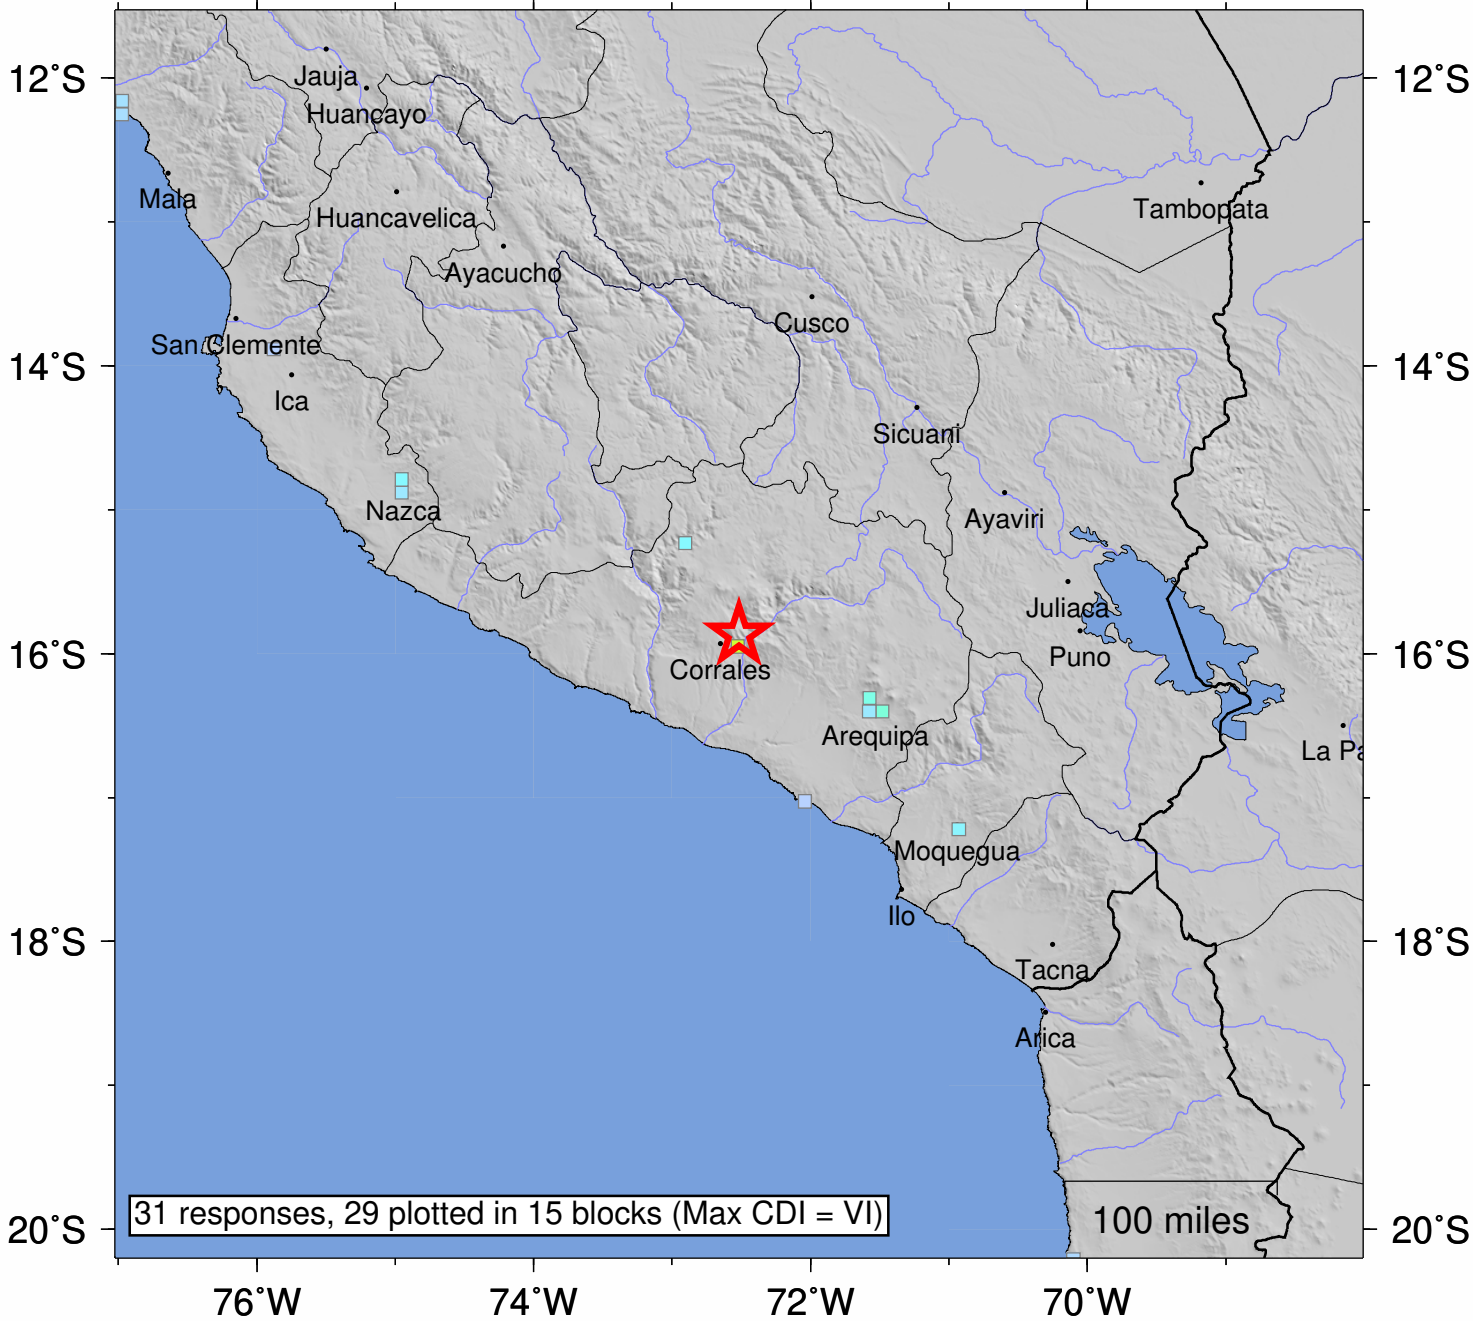 12°S
12°S
Jauja
Huancayo
Mala
Huancavelica
Tambopata
Ayacucho
Cusco
San Clemente
14°S
14°S
Ica
Sicuani
Nazca
Ayaviri
Juliaca
16°S
16°S
Corrales
Puno
Arequipa
La Pa
Moquegua
Ilo
18°S
18°S
Tacna
Arica
31 responses, 29 plotted in 15 blocks (Max CDI = VI)
100 miles
20°S
20°S
76°W
74°W
72°W
70°W